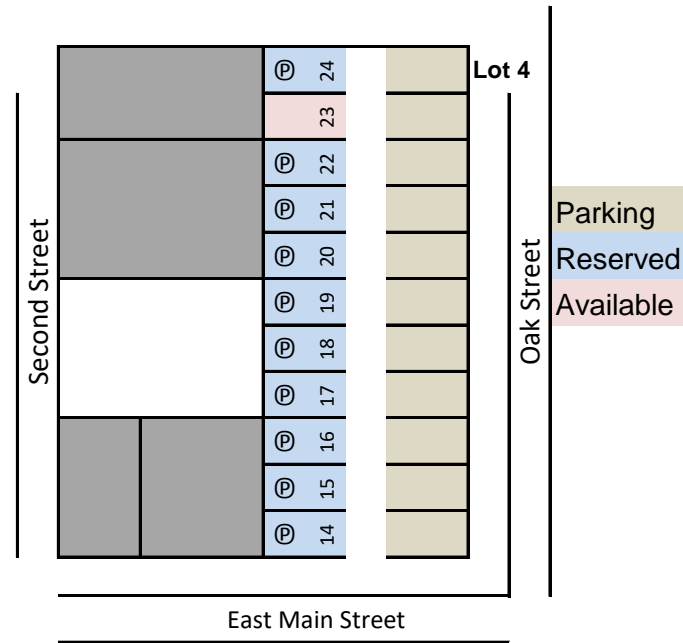 Ⓟ 24
Lot 4
23
Ⓟ 22
Ⓟ 21
Parking
Ⓟ 20
Reserved
Ⓟ 19
Available
Second Street
Oak Street
Ⓟ 18
Ⓟ 17
Ⓟ 16
Ⓟ 15
Ⓟ 14
East Main Street